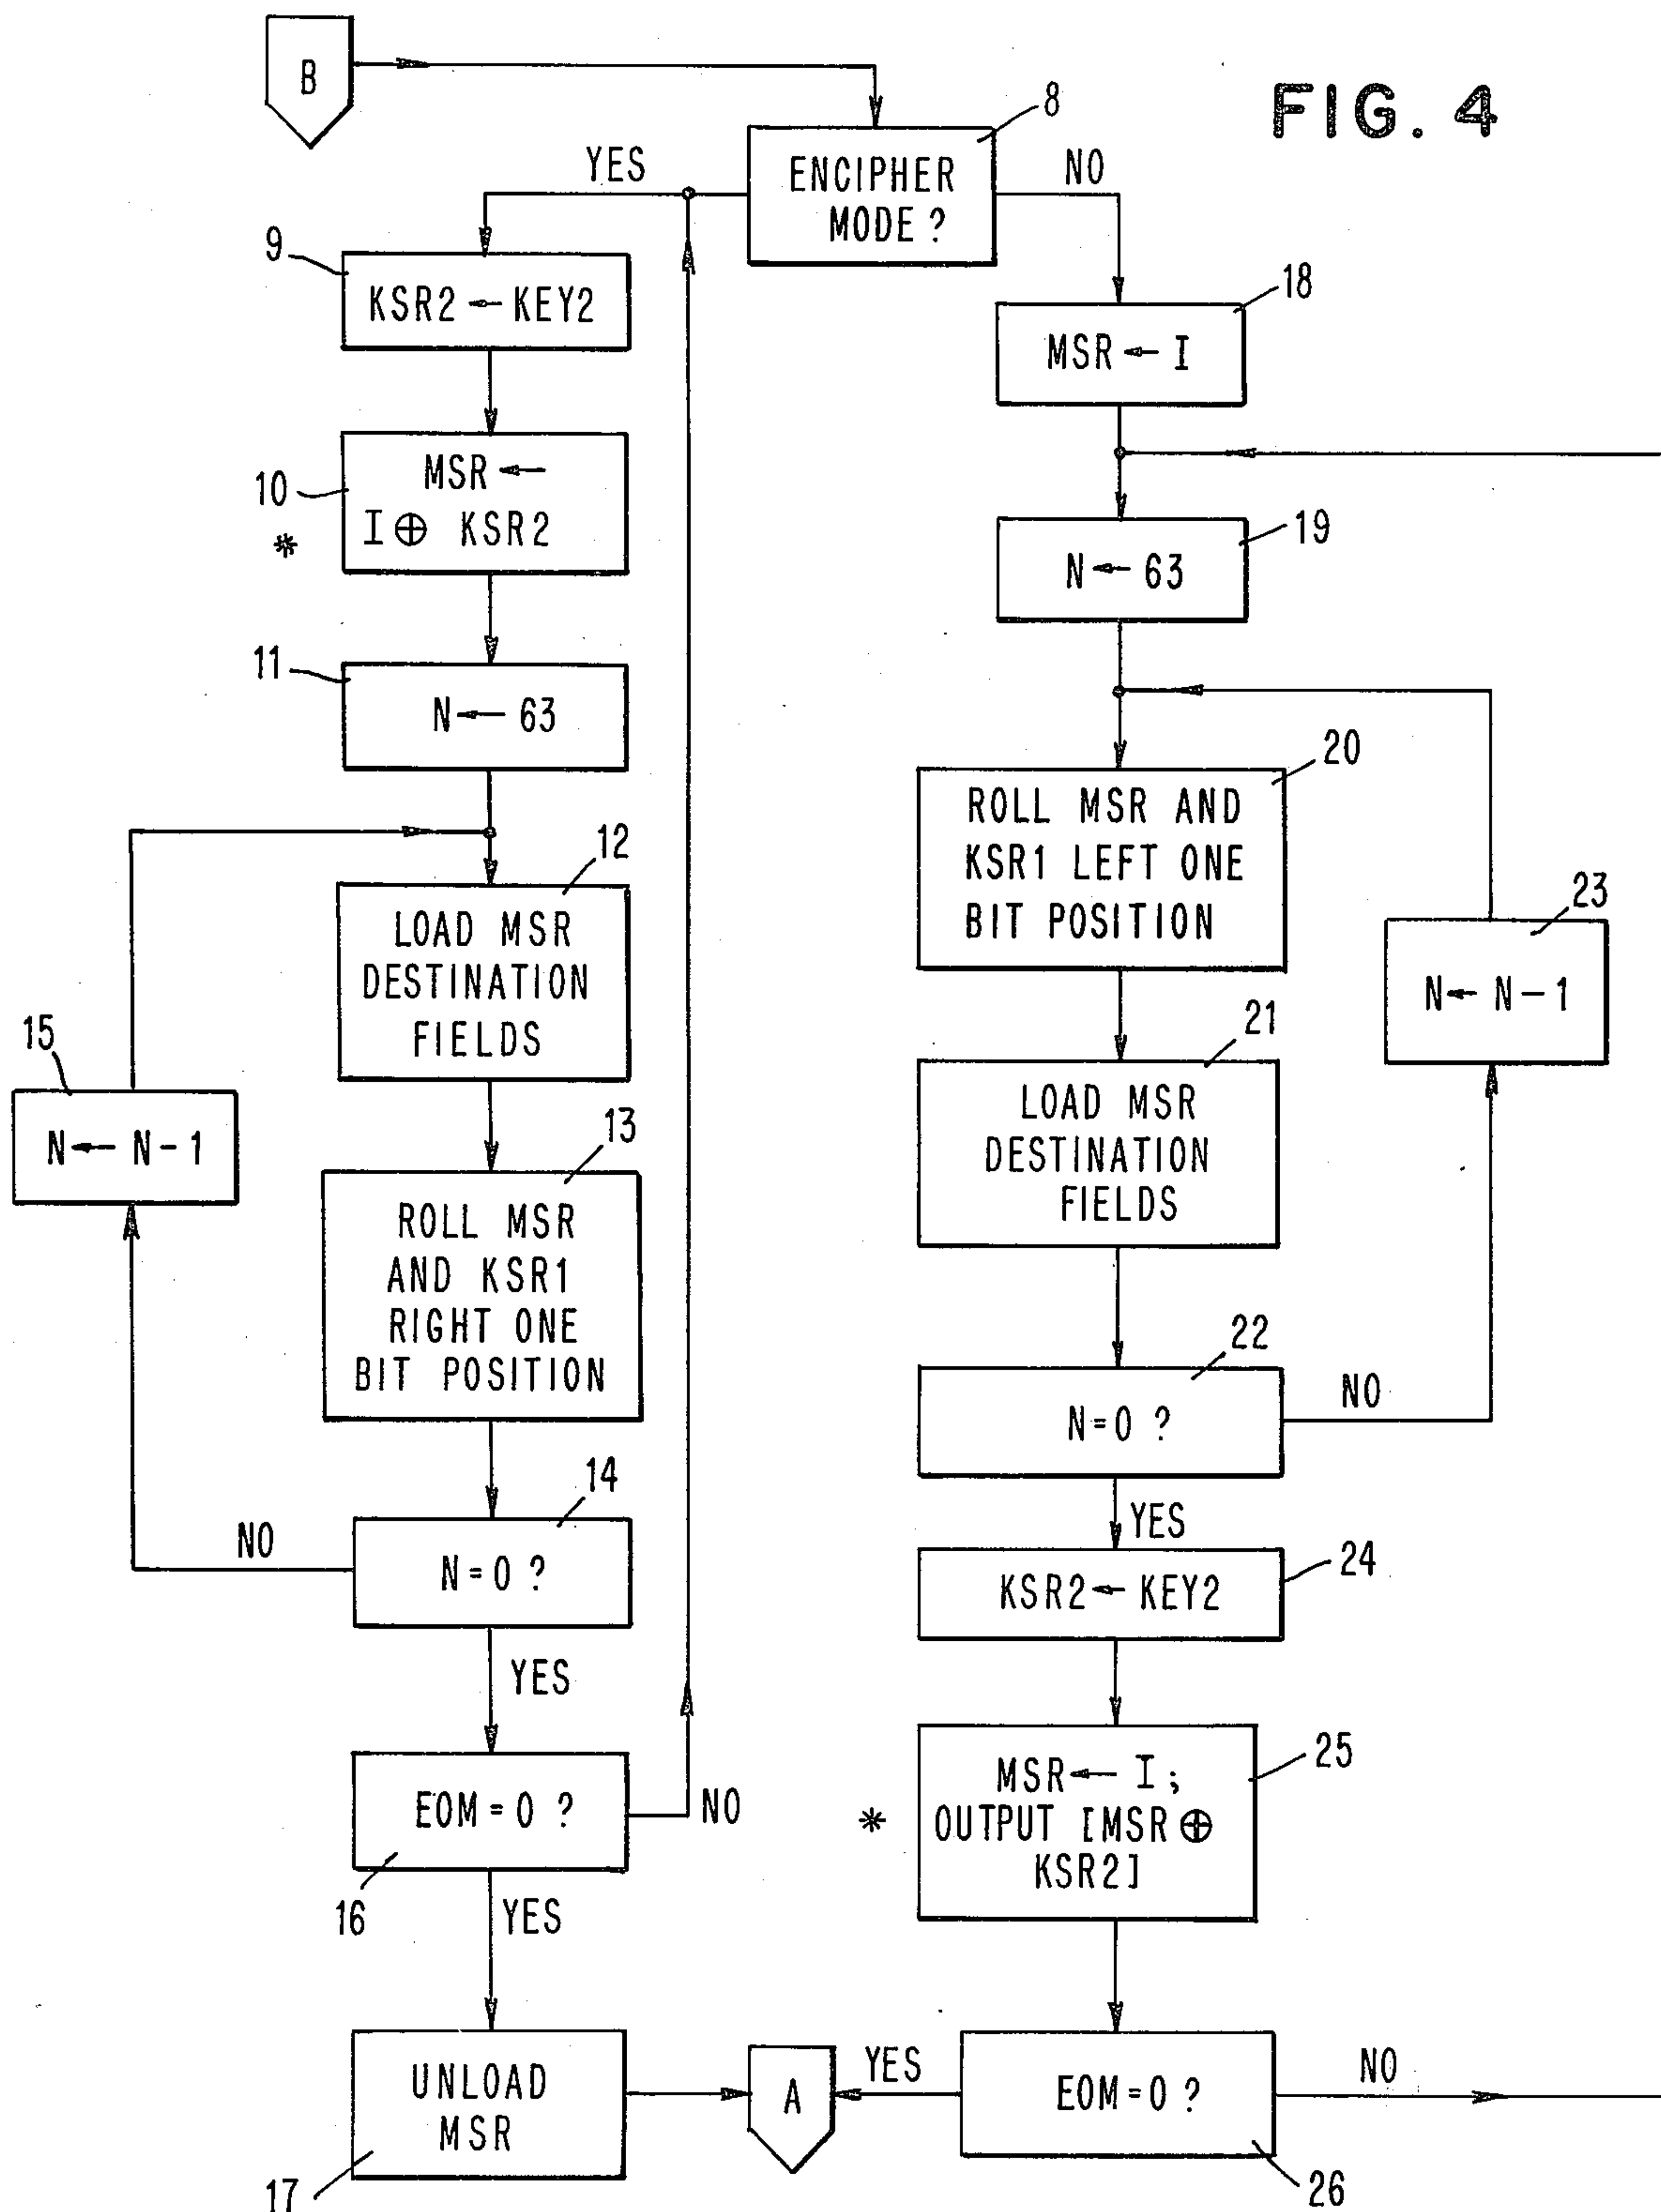 B
FIG. 4
8
ENCIPHER
MODE ?
YES
NO
9
KSR2 ← KEY2
10
*
MSR ←
I ⊕ KSR2
11
N ← 63
12
LOAD MSR
DESTINATION
FIELDS
13
ROLL MSR
AND KSR1
RIGHT ONE
BIT POSITION
14
N = 0 ?
NO
15
N ← N - 1
YES
16
EOM = 0 ?
NO
YES
17
UNLOAD
MSR
A
18
MSR ← I
19
N ← 63
20
ROLL MSR AND
KSR1 LEFT ONE
BIT POSITION
21
LOAD MSR
DESTINATION
FIELDS
22
N = 0 ?
NO
23
N ← N - 1
YES
24
KSR2 ← KEY2
25
*
MSR ← I ;
OUTPUT [MSR ⊕
KSR2]
26
EOM = 0 ?
YES
NO